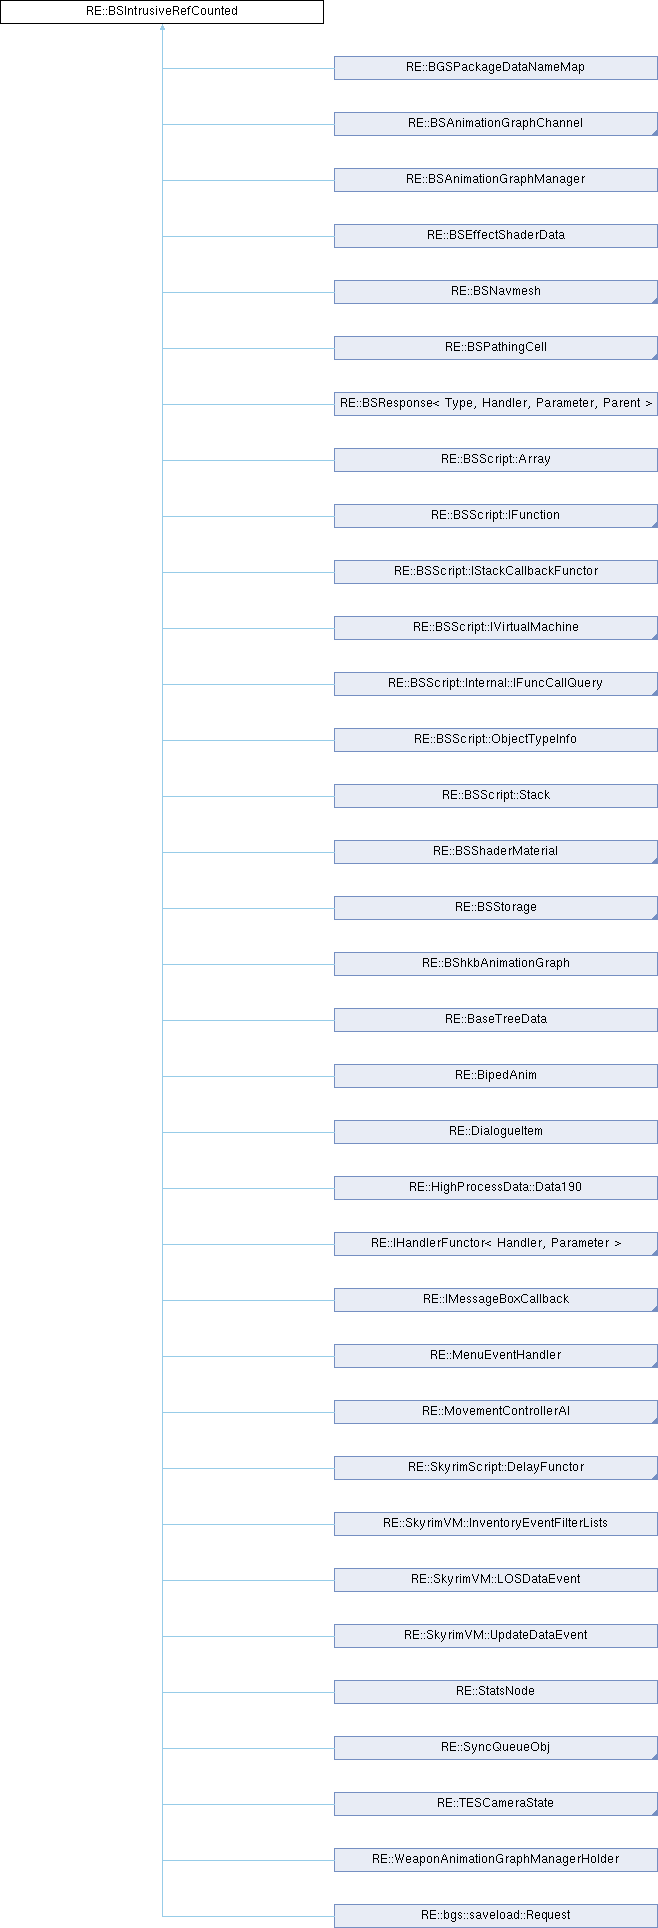 RE::BSIntrusiveRefCounted
RE::BGSPackageDataNameMap
RE::BSAnimationGraphChannel
RE::BSAnimationGraphManager
RE::BSEffectShaderData
RE::BSNavmesh
RE::BSPathingCell
RE::BSResponse< Type, Handler, Parameter, Parent >
RE::BSScript::Array
RE::BSScript::IFunction
RE::BSScript::IStackCallbackFunctor
RE::BSScript::IVirtualMachine
RE::BSScript::Internal::IFuncCallQuery
RE::BSScript::ObjectTypeInfo
RE::BSScript::Stack
RE::BSShaderMaterial
RE::BSStorage
RE::BShkbAnimationGraph
RE::BaseTreeData
RE::BipedAnim
RE::DialogueItem
RE::HighProcessData::Data190
RE::IHandlerFunctor< Handler, Parameter >
RE::IMessageBoxCallback
RE::MenuEventHandler
RE::MovementControllerAI
RE::SkyrimScript::DelayFunctor
RE::SkyrimVM::InventoryEventFilterLists
RE::SkyrimVM::LOSDataEvent
RE::SkyrimVM::UpdateDataEvent
RE::StatsNode
RE::SyncQueueObj
RE::TESCameraState
RE::WeaponAnimationGraphManagerHolder
RE::bgs::saveload::Request